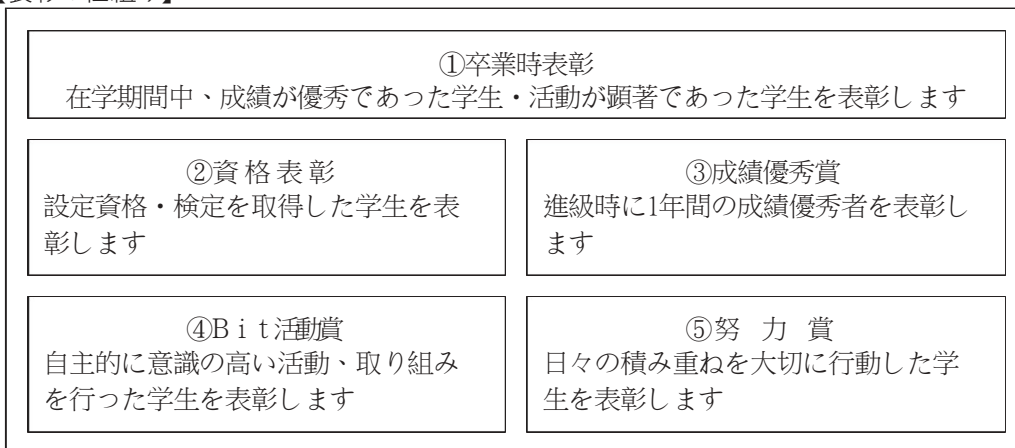 ①卒業時表彰
在学期間中、成績が優秀であった学生・活動が顕著であった学生を表彰します
②資格表彰
設定資格・検定を取得した学生を表
彰します
③成績優秀賞
進級時に1年間の成績優秀者を表彰し
ます
④Ｂｉｔ活動賞
自主的に意識の高い活動、取り組み
を行った学生を表彰します
⑤努 力 賞
日々の積み重ねを大切に行動した学
生を表彰します